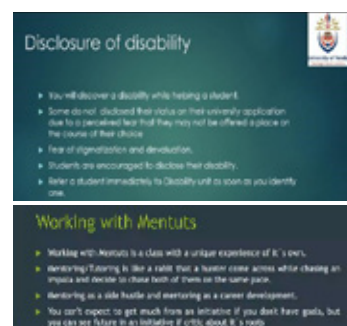 Disclosure of disability
You will discover a disability while helping a student.
Some do not disclosed their status on their university application
due to a perceived fear that they may not be offered a place on
the course of their choice
Fear of stigmatization and devaluation.
Students are encouraged to disclose their disability.
Refer a student immediately to Disability unit as soon as you identify
one.
Working with Mentuts
Working with Mentuts is a class with a unique experience of it's own.
Mentoring/Tutoring is like a rabit that a hunter come across while chasing an
impala and decide to chase both of them on the same pace.
Mentoring as a side hustle and mentoring as a career development.
You can't expect to get much from an initiative if you don't have goals, but
you can see future in an initiative if critic about it's roots